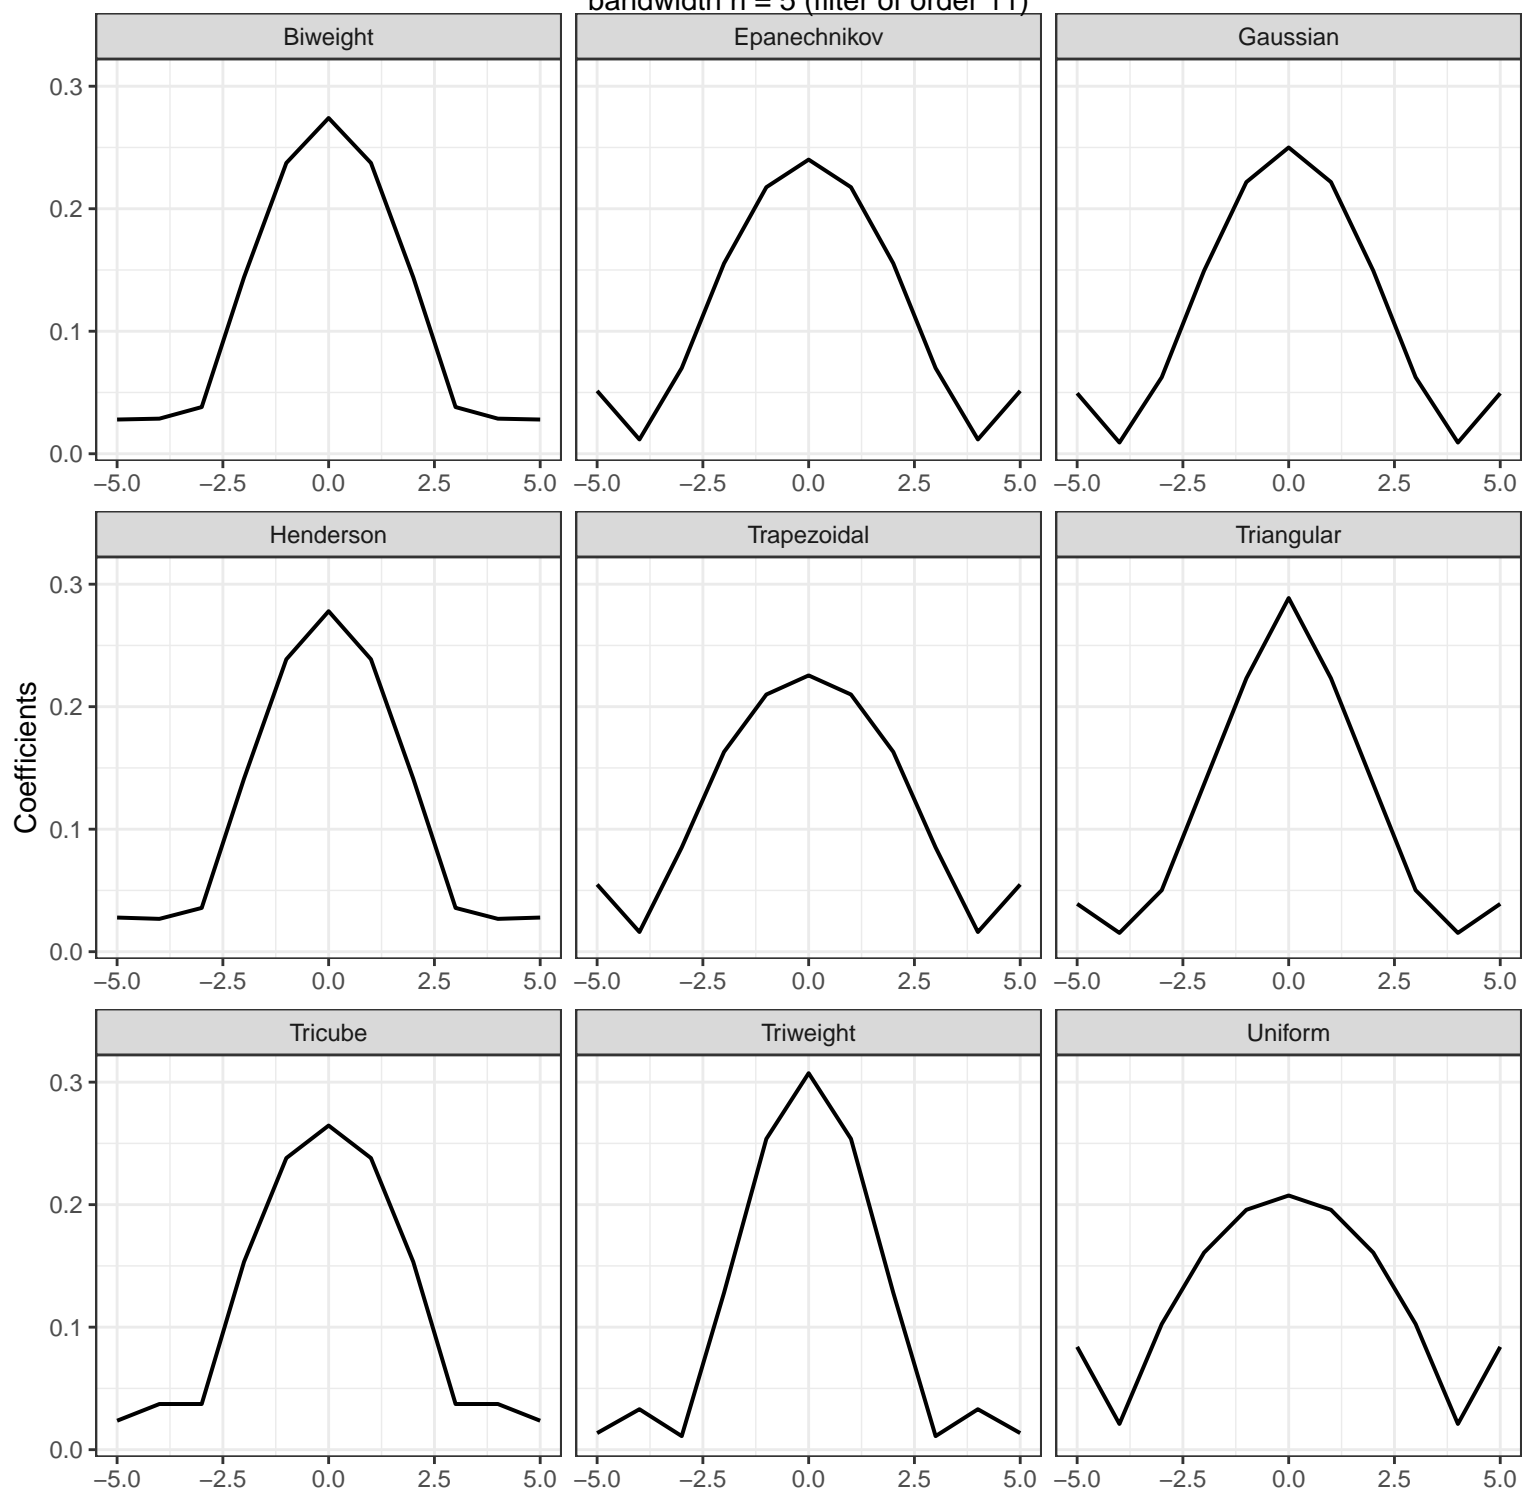 bandwidth h = 5 (filter of order 11)
Biweight Epanechnikov Gaussian
0.3
0.2
0.1
0.0
−5.0 −2.5 0.0 2.5 5.0 −5.0 −2.5 0.0 2.5 5.0 −5.0 −2.5 0.0 2.5 5.0
Henderson Trapezoidal Triangular
0.3
0.2
Coefficients
0.1
0.0
−5.0 −2.5 0.0 2.5 5.0 −5.0 −2.5 0.0 2.5 5.0 −5.0 −2.5 0.0 2.5 5.0
Tricube Triweight Uniform
0.3
0.2
0.1
0.0
−5.0 −2.5 0.0 2.5 5.0 −5.0 −2.5 0.0 2.5 5.0 −5.0 −2.5 0.0 2.5 5.0